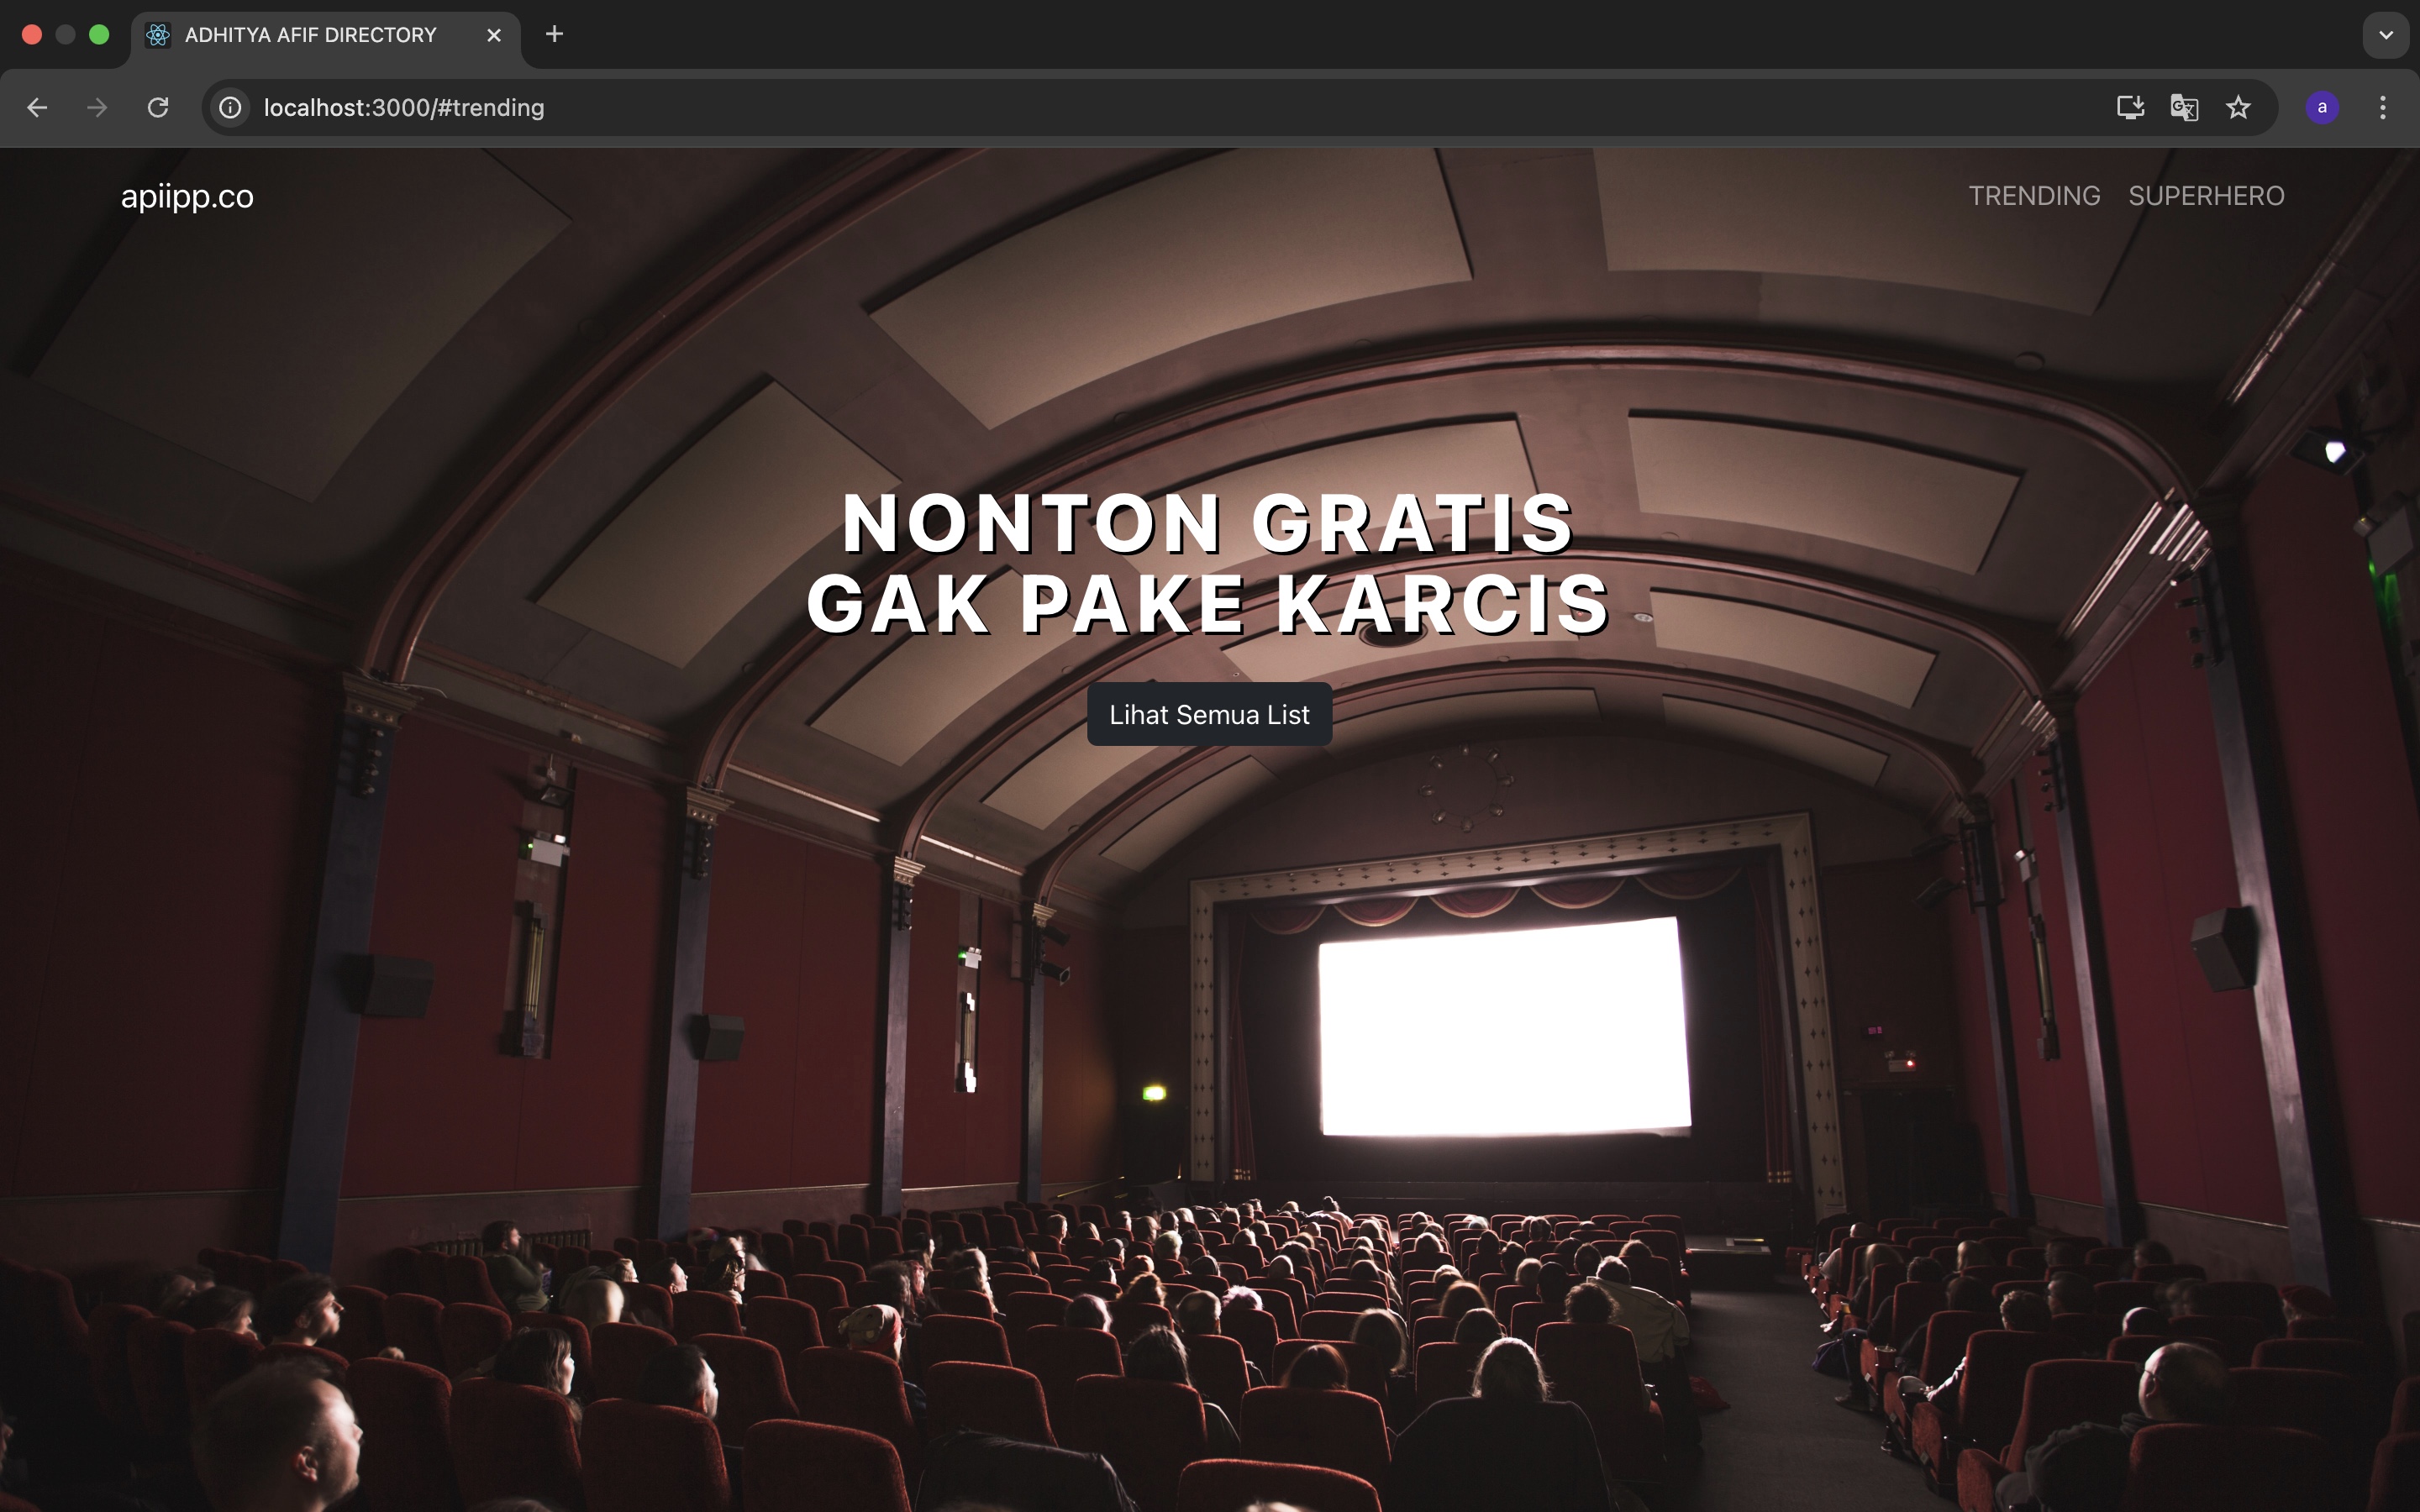 ADHITYA AFIF DIRECTORY
localhost:3000/#trending
a
apiipp.co
TRENDING SUPERHERO
NONTON GRATIS
GAK PAKE KARCIS
Lihat Semua List